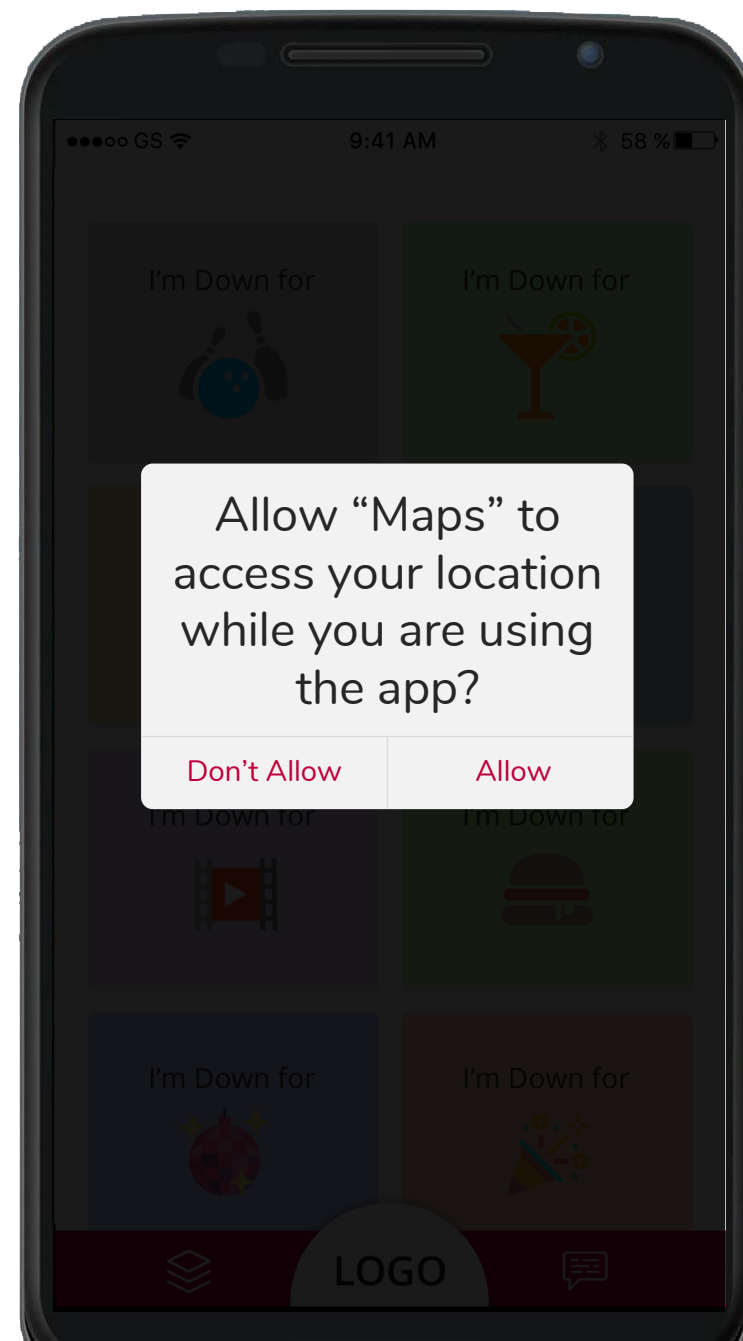 GS 9:41 AM 58 %
I'm Down for I'm Down for
Allow “Maps” to
access your location
while you are using
the app?
Don’t Allow Allow
I'm Down for I'm Down for
I'm Down for I'm Down for
LOGO